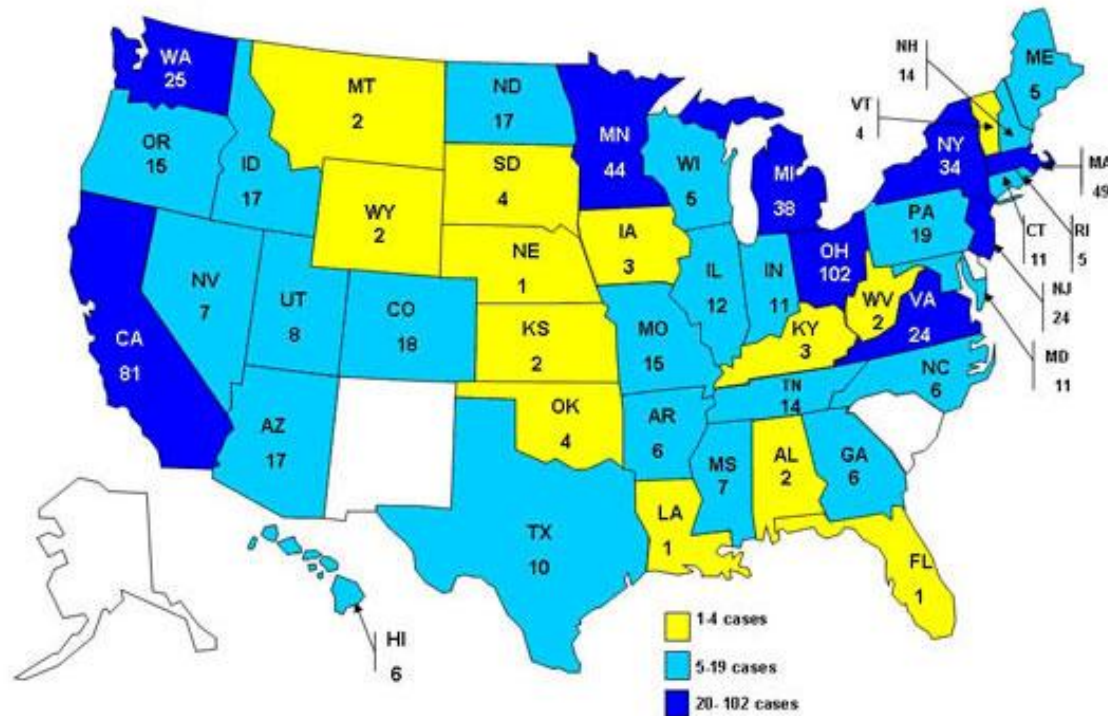 WA
25
MT
2
ND
17
MN
44
OR
15
ID
17
SD
4
WI
5
MI
38
NH
14
ME
5
VT
4
NY
34
MA
49
WY
2
IA
3
NE
1
PA
19
OH
102
CT
11
RI
5
NV
7
UT
8
CO
18
IL
12
IN
11
WV
2
VA
24
NJ
24
CA
81
KS
2
MO
15
KY
3
MD
11
TN
14
NC
6
AZ
17
OK
4
AR
6
MS
7
AL
2
GA
6
TX
10
LA
1
FL
1
HI
6
1-4 cases
5-19 cases
20- 102 cases